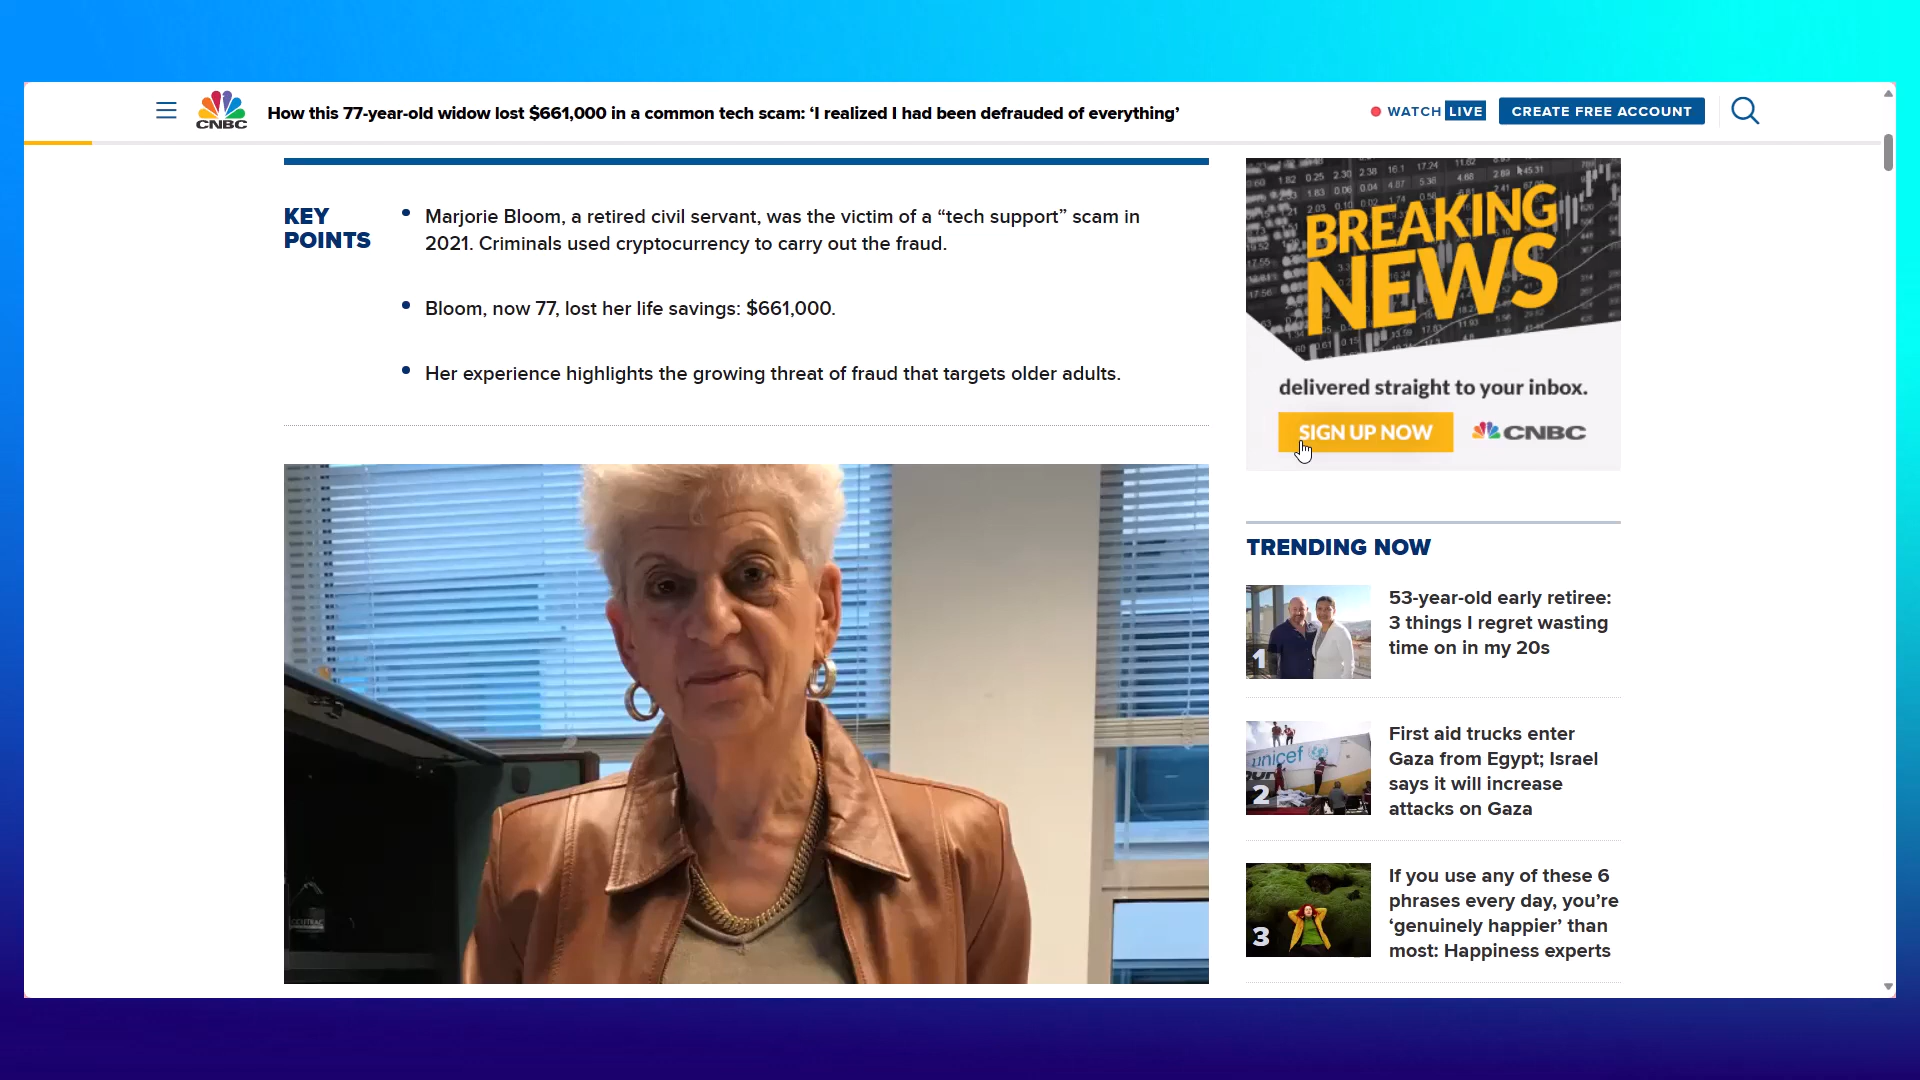 CNBC
How this 77-year-old widow lost $661,000 in a common tech scam: ‘I realized I had been defrauded of everything’
WATCH LIVE
CREATE FREE ACCOUNT
KEY
POINTS
Marjorie Bloom, a retired civil servant, was the victim of a “tech support” scam in
2021. Criminals used cryptocurrency to carry out the fraud.
Bloom, now 77, lost her life savings: $661,000.
Her experience highlights the growing threat of fraud that targets older adults.
BREAKING
NEWS
delivered straight to your inbox.
SIGN UP NOW
CNBC
TRENDING NOW
1
53-year-old early retiree:
3 things I regret wasting
time on in my 20s
unicef
2
First aid trucks enter
Gaza from Egypt; Israel
says it will increase
attacks on Gaza
3
If you use any of these 6
phrases every day, you’re
‘genuinely happier’ than
most: Happiness experts